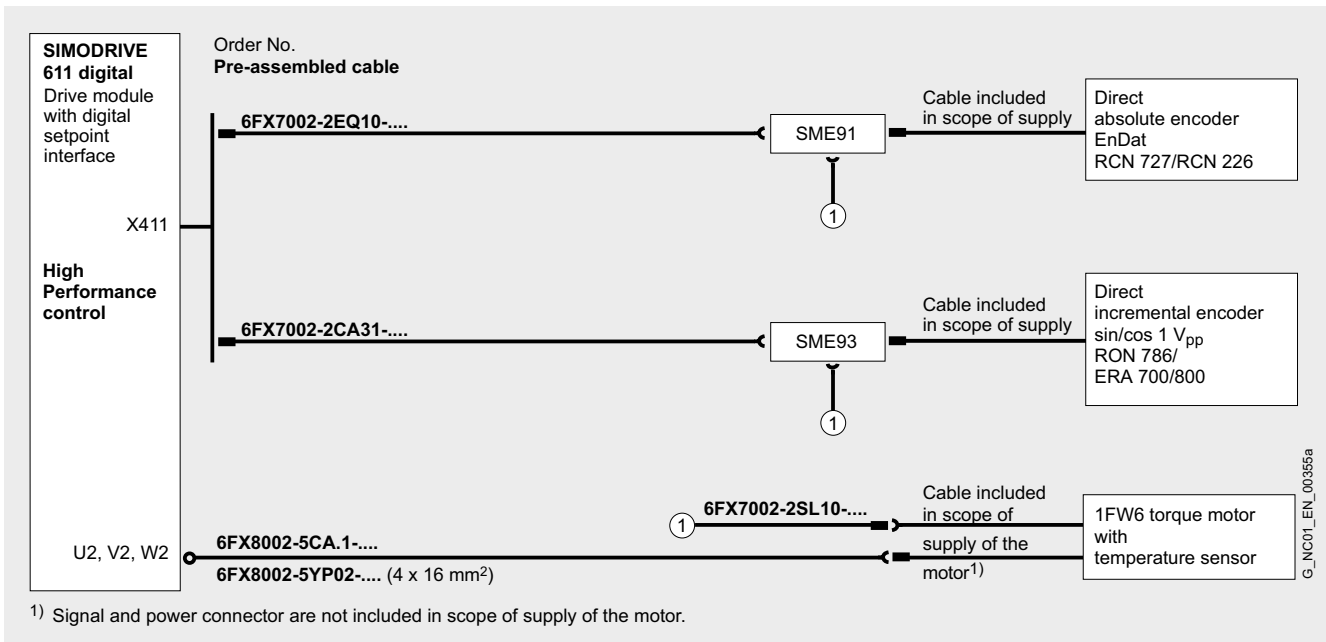 SIMODRIVE
611 digital
Drive module
with digital
setpoint
interface
X411
High
Performance
control
U2, V2, W2
Order No.
Pre-assembled cable
6FX7002-2EQ10-....
SME91
1
Cable included
in scope of supply
Direct
absolute encoder
EnDat
RCN 727/RCN 226
6FX7002-2CA31-....
SME93
1
Cable included
in scope of supply
Direct
incremental encoder
sin/cos 1 Vpp
RON 786/
ERA 700/800
6FX7002-2SL10-....
1
6FX8002-5CA.1-....
6FX8002-5YP02-.... (4 x 16 mm²)
Cable included
in scope of
supply of the
motor1)
1FW6 torque motor
with
temperature sensor
G_NC01_EN_00355a
1) Signal and power connector are not included in scope of supply of the motor.